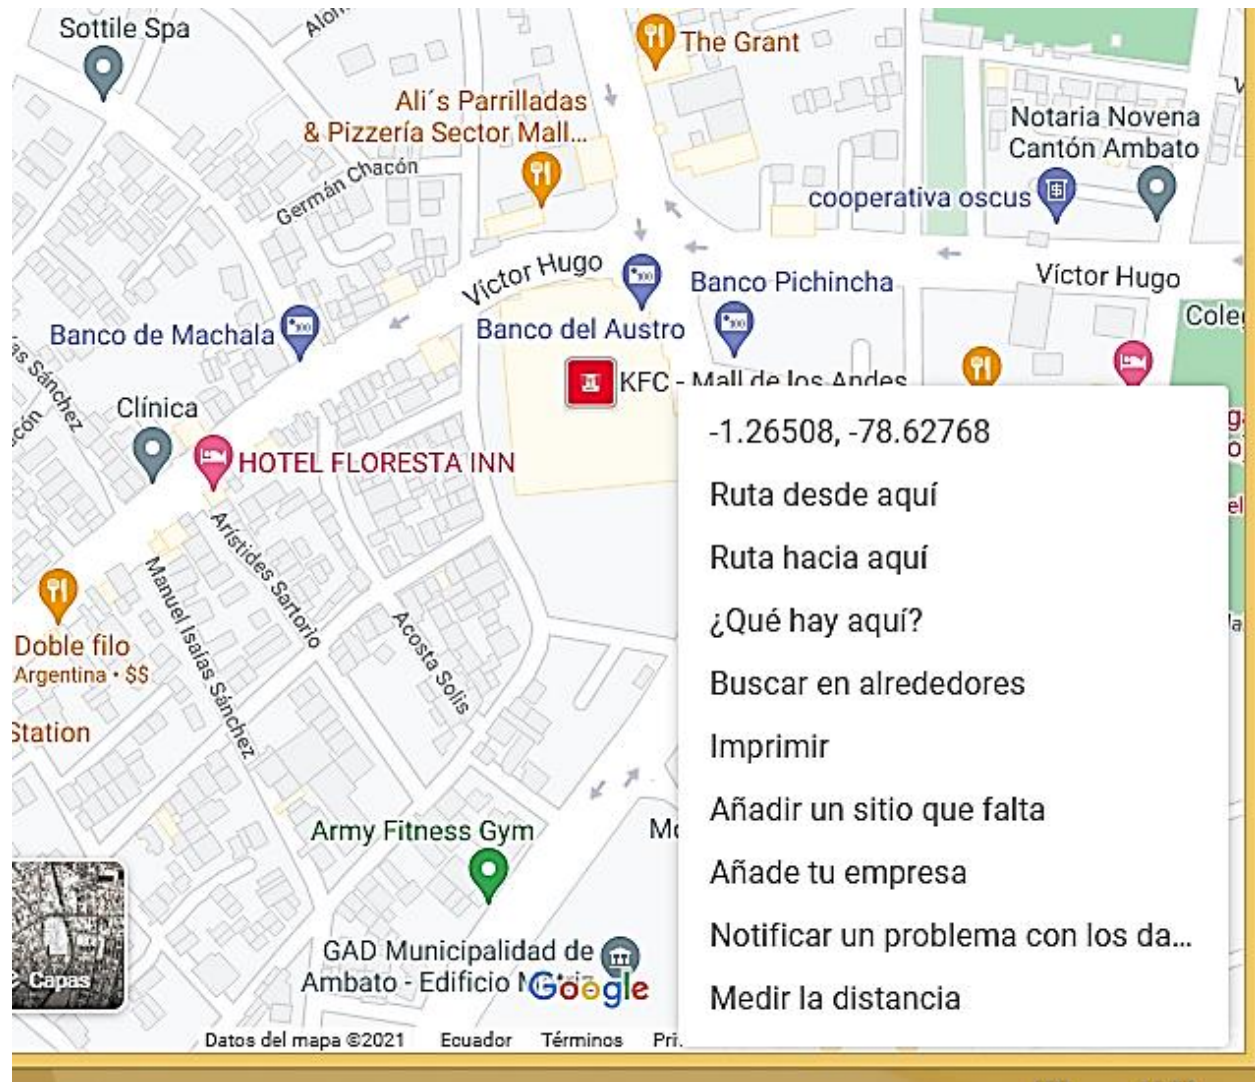 Sottile Spa
The Grant
Ali´s Parrilladas
& Pizzería Sector Mall...
Notaria Novena
Cantón Ambato
Germán Chacón
cooperativa oscus
Víctor Hugo
Víctor Hugo
Banco Pichincha
Banco de Machala
Banco del Austro
KFC - Mall de los Andes
Clínica
HOTEL FLORESTA INN
Arístides Sartorio
Manuel Isaías Sánchez
Acosta Solis
Doble filo
Argentina · $$
Station
Army Fitness Gym
GAD Municipalidad de
Ambato - Edificio
Google
Capas
Datos del mapa ©2021 Ecuador Términos
-1.26508, -78.62768
Ruta desde aquí
Ruta hacia aquí
¿Qué hay aquí?
Buscar en alrededores
Imprimir
Añadir un sitio que falta
Añade tu empresa
Notificar un problema con los da...
Medir la distancia